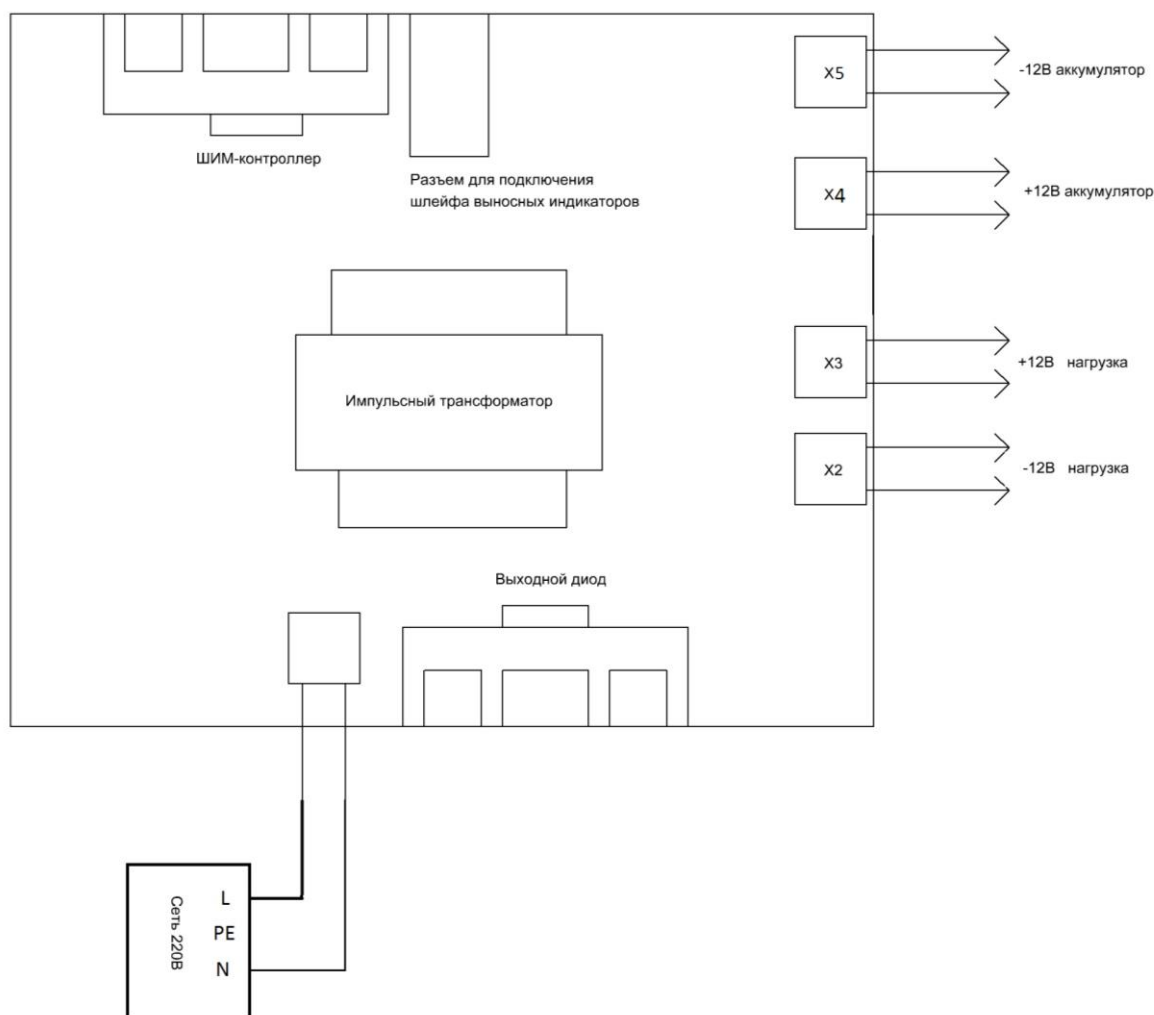 X5
-12В аккумулятор
ШИМ-контроллер
Разъем для подключения
шлейфа выносных индикаторов
X4
+12В аккумулятор
X3
+12В нагрузка
Импульсный трансформатор
X2
-12В нагрузка
Выходной диод
Сеть 220В
L
PE
N